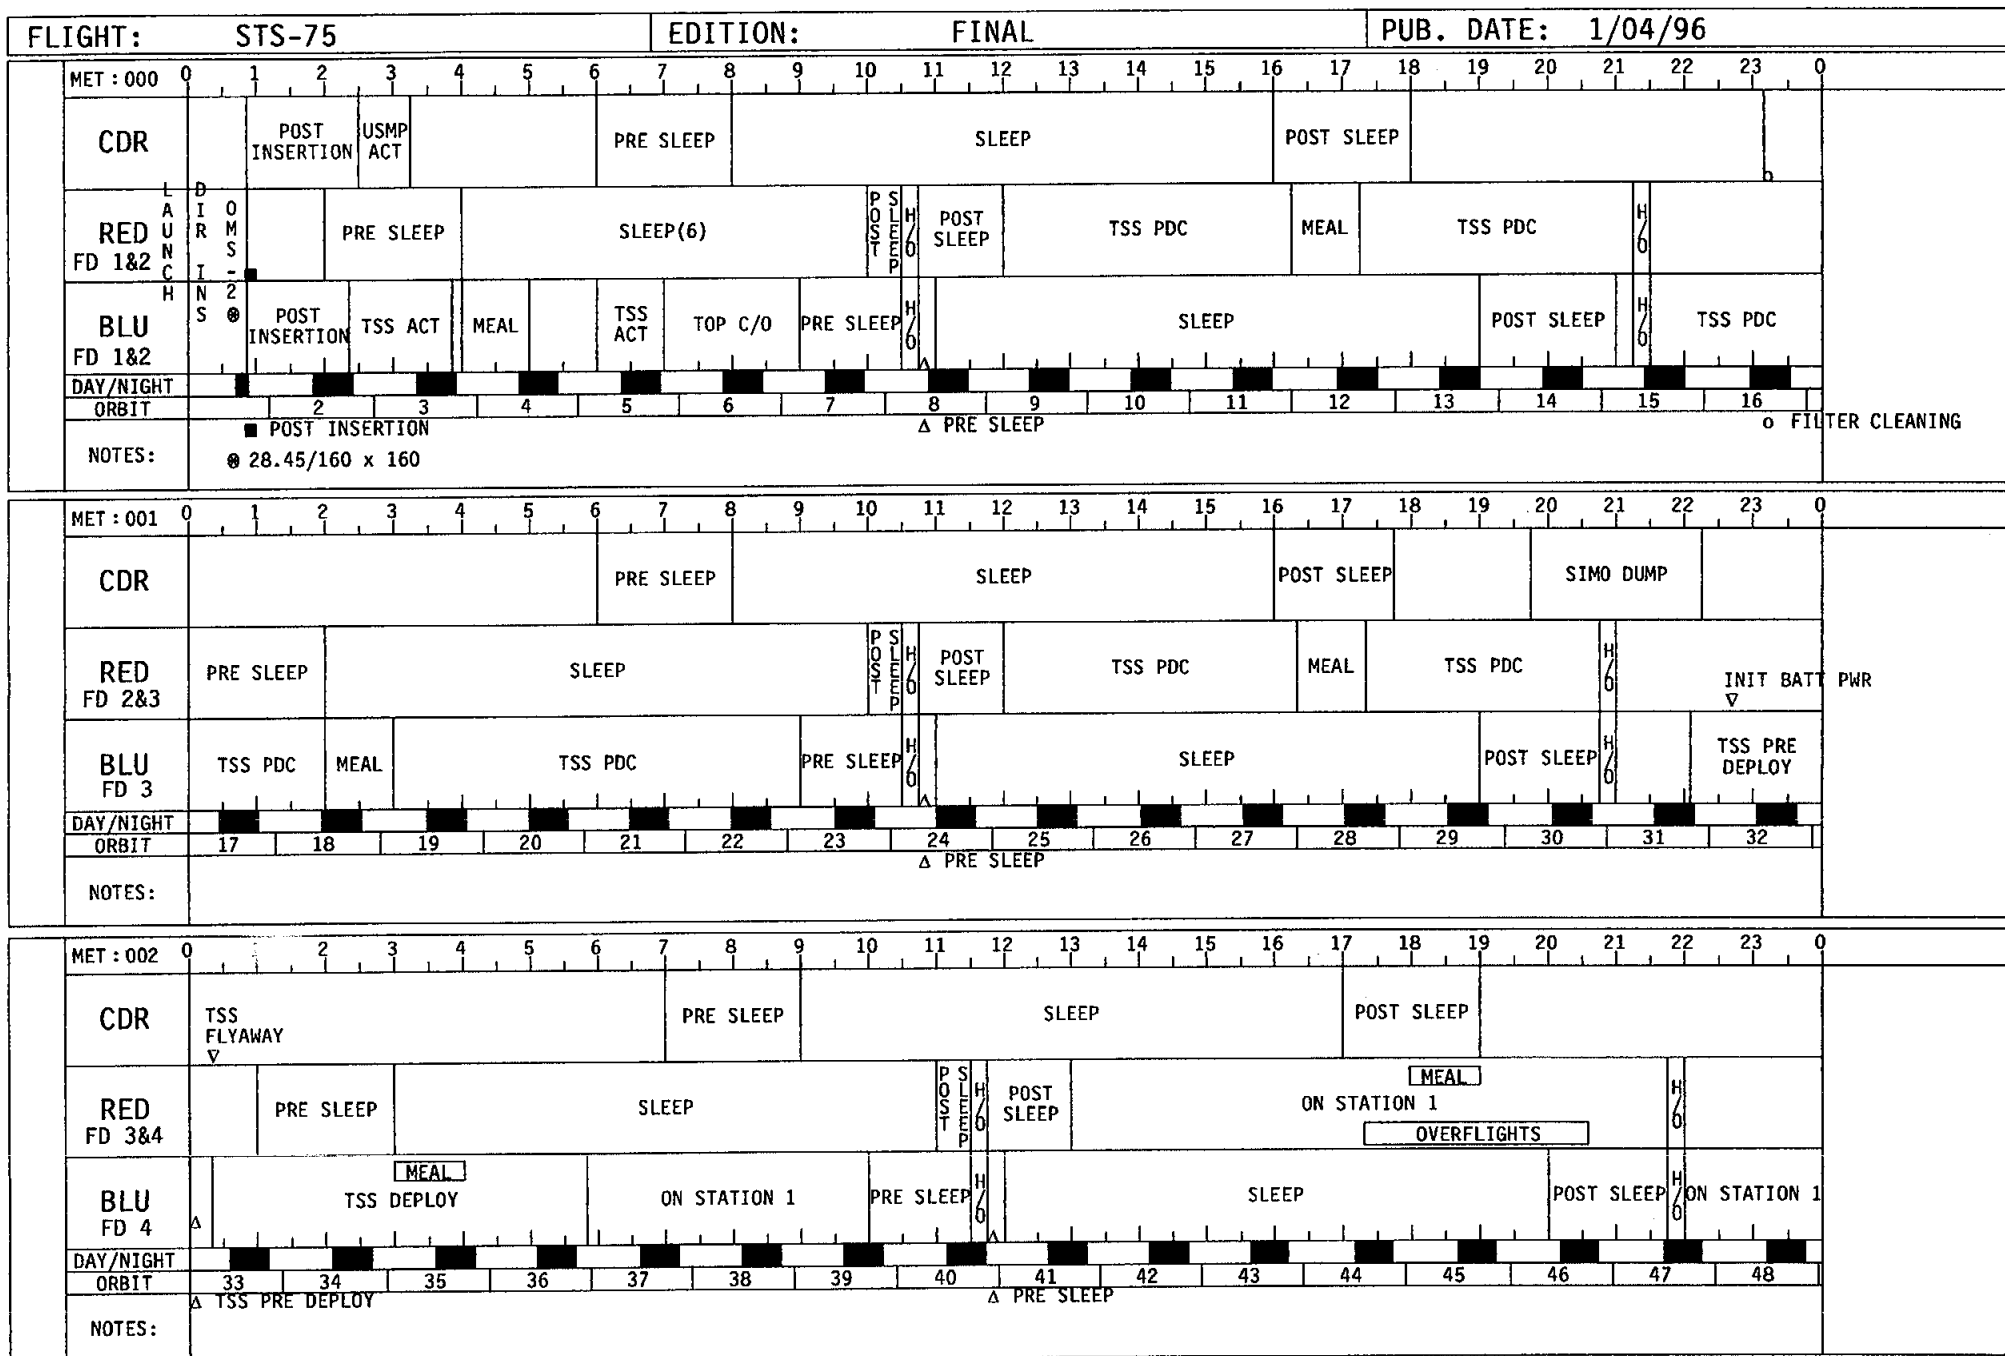 FLIGHT: STS-75 EDITION: FINAL PUB. DATE: 1/04/96
MET:000 0 1 2 3 4 5 6 7 8 9 10 11 12 13 14 15 16 17 18 19 20 21 22 23 0
CDR
POST INSERTION
USMP ACT
PRE SLEEP
SLEEP
POST SLEEP
o
LAUNCH
DIR INS
OMS-2 ⊛
RED
FD 1&2
■
PRE SLEEP
SLEEP(6)
POST SLEEP
H/O
POST SLEEP
TSS PDC
MEAL
TSS PDC
H/O
BLU
FD 1&2
POST INSERTION
TSS ACT
MEAL
TSS ACT
TOP C/O
PRE SLEEP
H/O
Δ
SLEEP
POST SLEEP
H/O
TSS PDC
DAY/NIGHT
ORBIT 2 3 4 5 6 7 8 9 10 11 12 13 14 15 16
■ POST INSERTION Δ PRE SLEEP o FILTER CLEANING
NOTES: ⊛ 28.45/160 x 160
MET:001 0 1 2 3 4 5 6 7 8 9 10 11 12 13 14 15 16 17 18 19 20 21 22 23 0
CDR
PRE SLEEP
SLEEP
POST SLEEP
SIMO DUMP
RED
FD 2&3
PRE SLEEP
SLEEP
POST SLEEP
H/O
POST SLEEP
TSS PDC
MEAL
TSS PDC
H/O
INIT BATT PWR
∇
BLU
FD 3
TSS PDC
MEAL
TSS PDC
PRE SLEEP
H/O
Δ
SLEEP
POST SLEEP
H/O
TSS PRE DEPLOY
DAY/NIGHT
ORBIT 17 18 19 20 21 22 23 24 25 26 27 28 29 30 31 32
Δ PRE SLEEP
NOTES:
MET:002 0 1 2 3 4 5 6 7 8 9 10 11 12 13 14 15 16 17 18 19 20 21 22 23 0
CDR
TSS FLYAWAY
∇
PRE SLEEP
SLEEP
POST SLEEP
RED
FD 3&4
PRE SLEEP
SLEEP
POST SLEEP
H/O
POST SLEEP
MEAL
ON STATION 1
OVERFLIGHTS
H/O
BLU
FD 4
Δ
MEAL
TSS DEPLOY
ON STATION 1
PRE SLEEP
H/O
Δ
SLEEP
POST SLEEP
H/O
ON STATION 1
DAY/NIGHT
ORBIT 33 34 35 36 37 38 39 40 41 42 43 44 45 46 47 48
Δ TSS PRE DEPLOY Δ PRE SLEEP
NOTES: